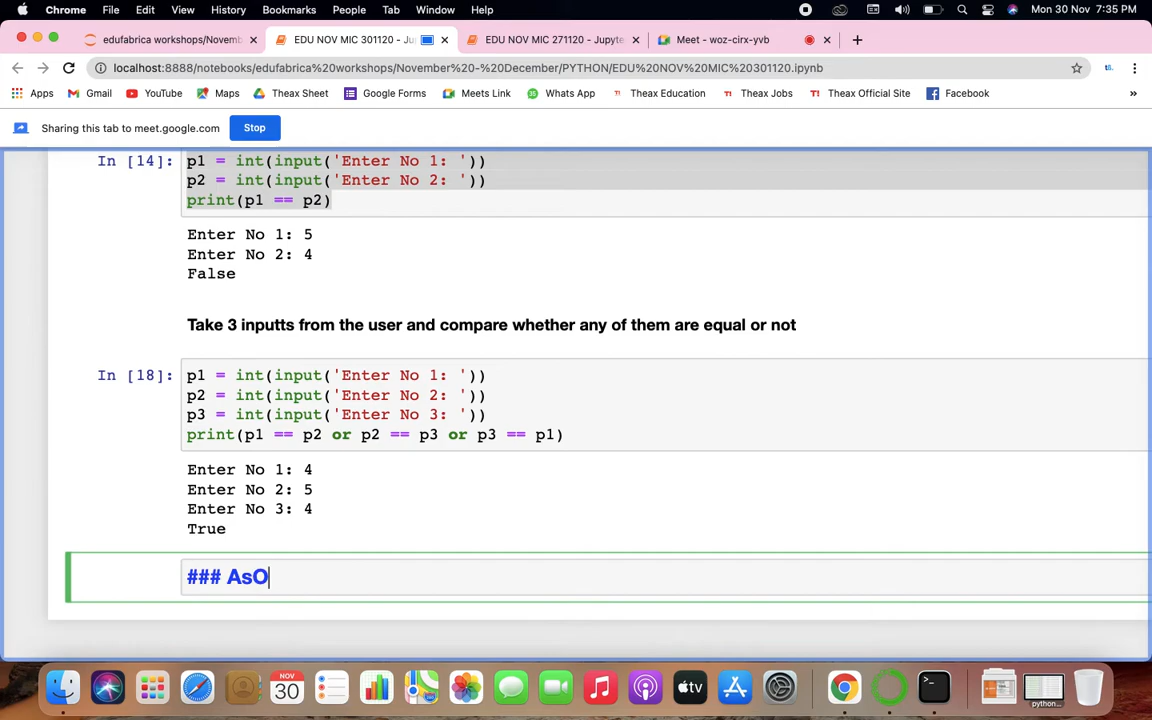 Chrome File Edit View History Bookmarks People Tab Window Help Mon 30 Nov 7:35 PM
edufabrica workshops/Novemb EDU NOV MIC 301120 - Ju EDU NOV MIC 271120 - Jupyte Meet - woz-cirx-yvb
localhost:8888/notebooks/edufabrica%20workshops/November%20-%20December/PYTHON/EDU%20NOV%20MIC%20301120.ipynb
Apps Gmail YouTube Maps Theax Sheet Google Forms Meets Link Whats App Theax Education Theax Jobs Theax Official Site Facebook »
Sharing this tab to meet.google.com Stop
In [14]: p1 = int(input('Enter No 1: '))
p2 = int(input('Enter No 2: '))
print(p1 == p2)
Enter No 1: 5
Enter No 2: 4
False
Take 3 inputts from the user and compare whether any of them are equal or not
In [18]: p1 = int(input('Enter No 1: '))
p2 = int(input('Enter No 2: '))
p3 = int(input('Enter No 3: '))
print(p1 == p2 or p2 == p3 or p3 == p1)
Enter No 1: 4
Enter No 2: 5
Enter No 3: 4
True
### AsO
NOV
30
tv
python...